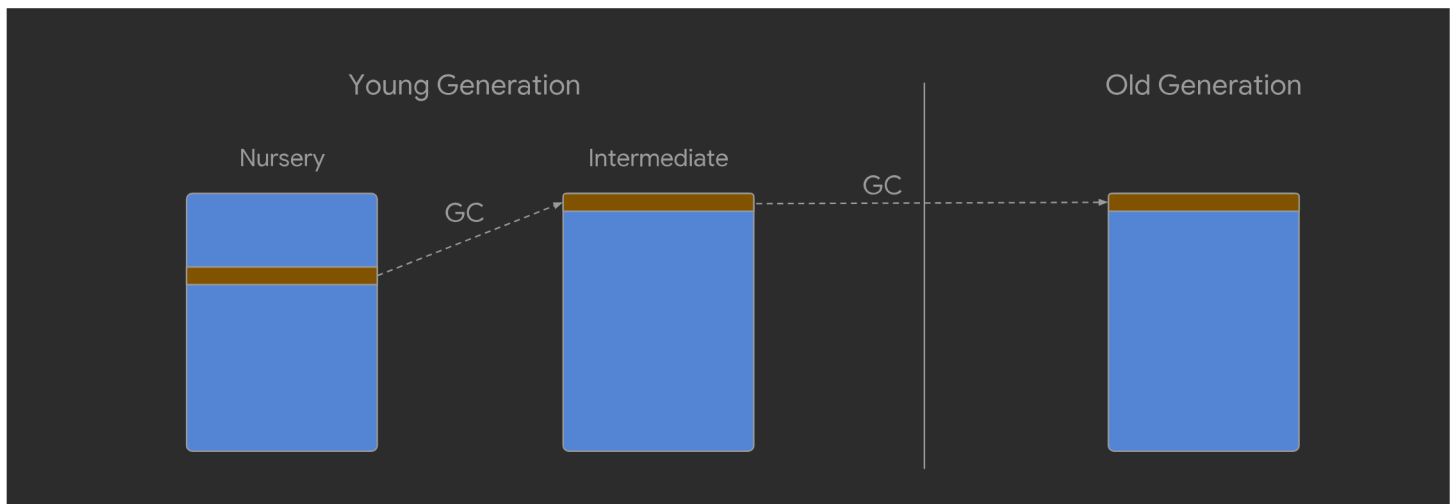 Young Generation
Old Generation
Nursery
Intermediate
GC
GC